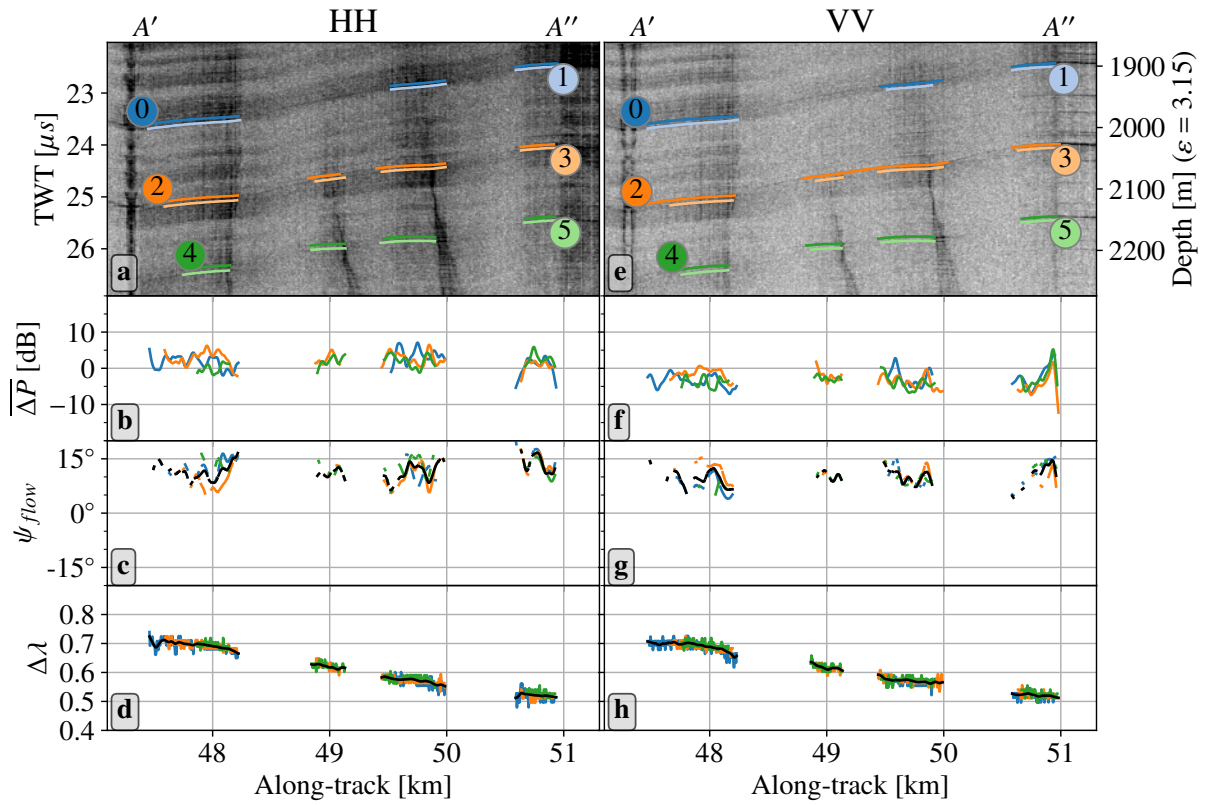 A′ HH A″ A′ VV A″
TWT [μs]
23
24
25
26
0
1
2
3
4
5
a
0
1
2
3
4
5
e
1900
2000
2100
2200
Depth [m] (ε = 3.15)
ΔP [dB]
10
0
−10
b
f
ψflow
15°
0°
-15°
c
g
Δλ
0.8
0.7
0.6
0.5
0.4
d
h
48 49 50 51 48 49 50 51
Along-track [km] Along-track [km]